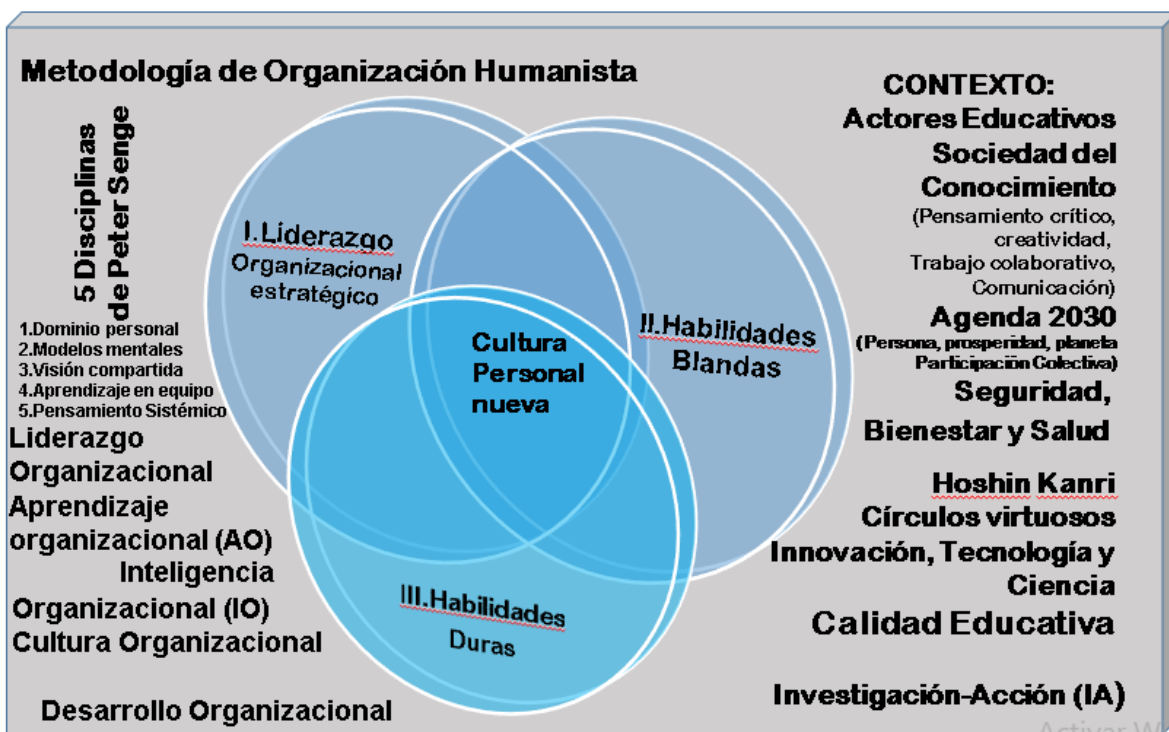 Metodología de Organización Humanista
5 Disciplinas
de Peter Senge
1.Dominio personal
2.Modelos mentales
3.Visión compartida
4.Aprendizaje en equipo
5.Pensamiento Sistémico
Liderazgo
Organizacional
Aprendizaje
organizacional (AO)
Inteligencia
Organizacional (IO)
Cultura Organizacional
Desarrollo Organizacional
I.Liderazgo
Organizacional
estratégico
II.Habilidades
Blandas
Cultura
Personal
nueva
III.Habilidades
Duras
CONTEXTO:
Actores Educativos
Sociedad del
Conocimiento
(Pensamiento crítico,
creatividad,
Trabajo colaborativo,
Comunicación)
Agenda 2030
(Persona, prosperidad, planeta
Participación Colectiva)
Seguridad,
Bienestar y Salud
Hoshin Kanri
Círculos virtuosos
Innovación, Tecnología y
Ciencia
Calidad Educativa
Investigación-Acción (IA)
Activar